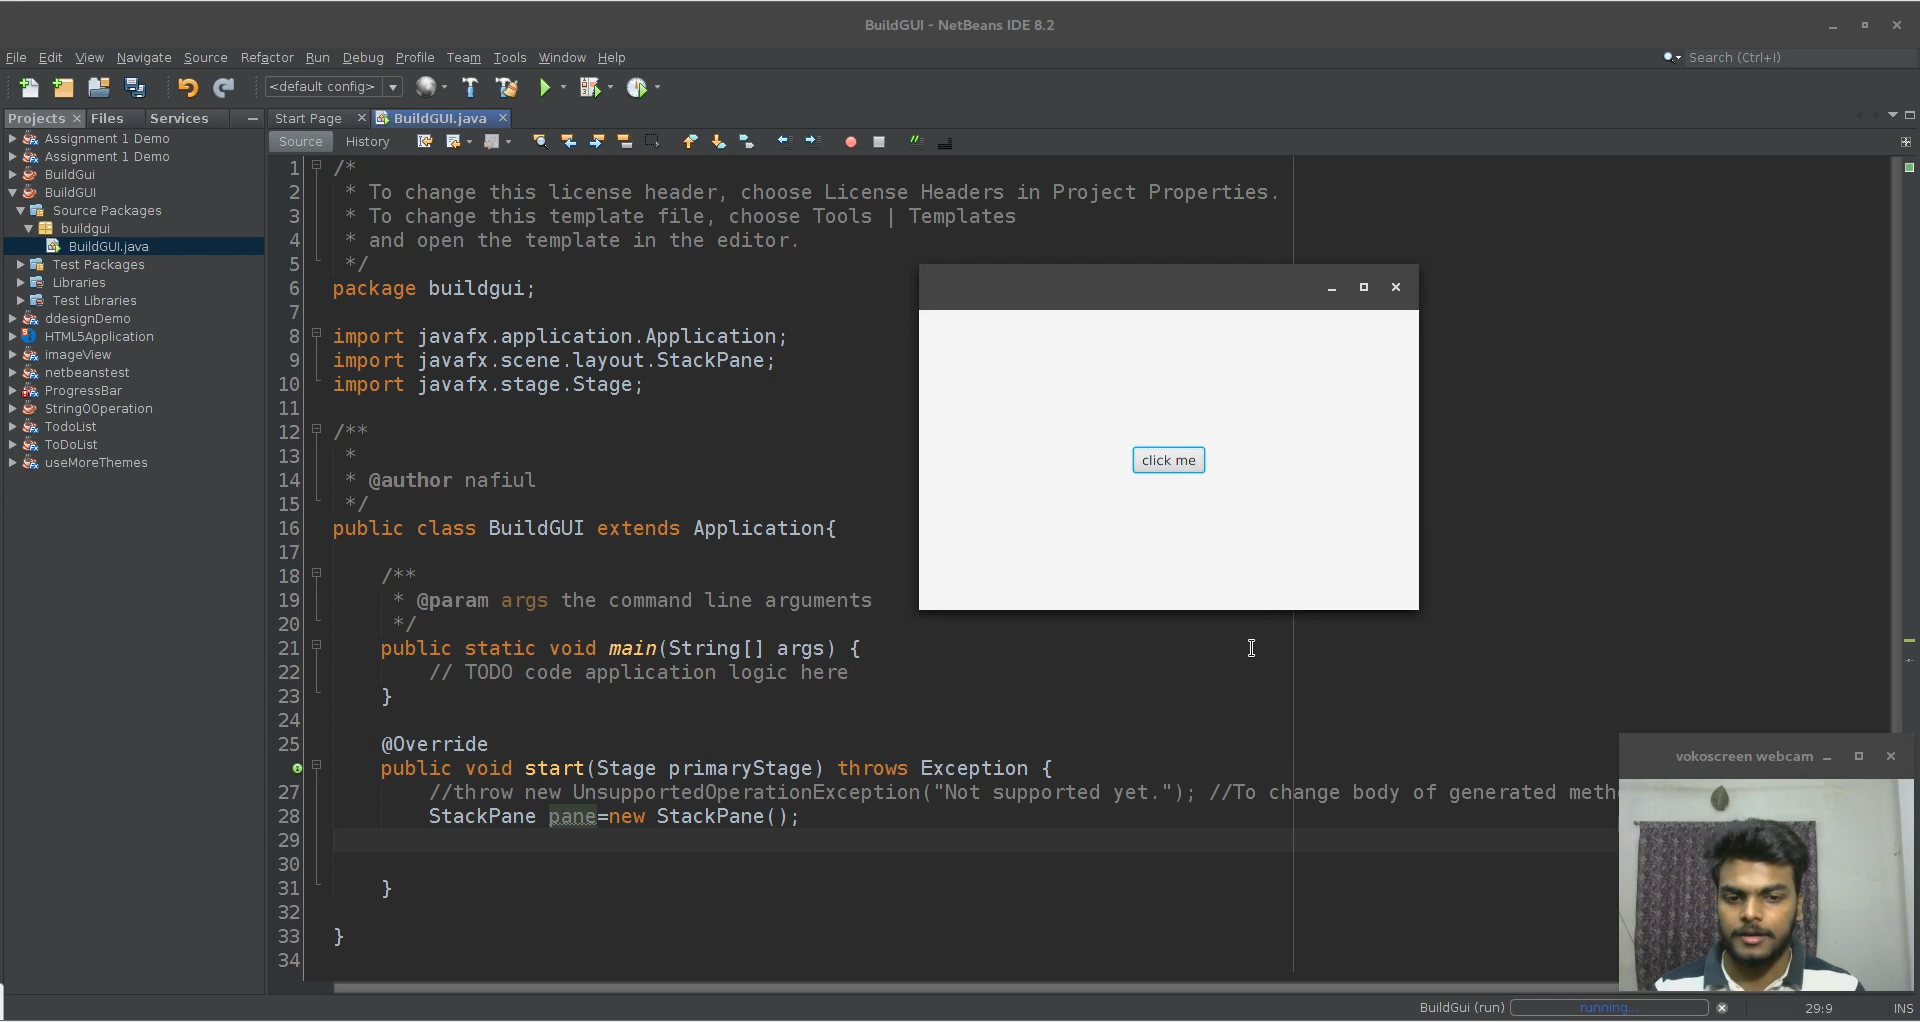 BuildGUI - NetBeans IDE 8.2
File Edit View Navigate Source Refactor Run Debug Profile Team Tools Window Help
Search (Ctrl+I)
<default config>
Projects Files Services
Start Page BuildGUI.java
Source History
Assignment 1 Demo
Assignment 1 Demo
BuildGui
BuildGUI
Source Packages
buildgui
BuildGUI.java
Test Packages
Libraries
Test Libraries
ddesignDemo
HTML5Application
imageView
netbeanstest
ProgressBar
StringOOperation
TodoList
ToDoList
useMoreThemes
1 /*
2 * To change this license header, choose License Headers in Project Properties.
3 * To change this template file, choose Tools | Templates
4 * and open the template in the editor.
5 */
6 package buildgui;
7
8 import javafx.application.Application;
9 import javafx.scene.layout.StackPane;
10 import javafx.stage.Stage;
11
12 /**
13 *
14 * @author nafiul
15 */
16 public class BuildGUI extends Application{
17
18 /**
19 * @param args the command line arguments
20 */
21 public static void main(String[] args) {
22 // TODO code application logic here
23 }
24
25 @Override
public void start(Stage primaryStage) throws Exception {
27 //throw new UnsupportedOperationException("Not supported yet."); //To change body of generated meth
28 StackPane pane=new StackPane();
29
30
31 }
32
33 }
34
click me
vokoscreen webcam
BuildGui (run) running... 29:9 INS